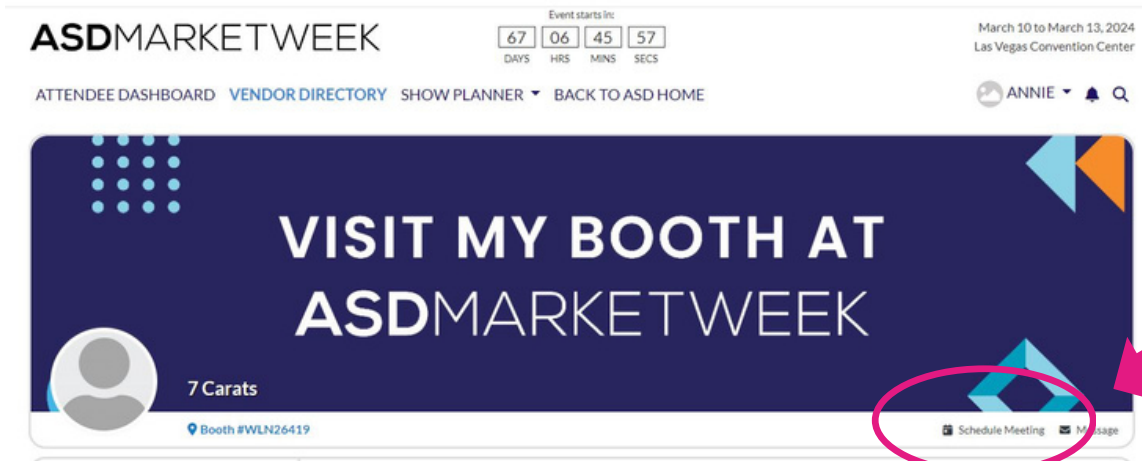 ASDMARKETWEEK
Event starts in:
67 06 45 57
DAYS HRS MINS SECS
March 10 to March 13, 2024
Las Vegas Convention Center
ATTENDEE DASHBOARD VENDOR DIRECTORY SHOW PLANNER BACK TO ASD HOME
ANNIE
VISIT MY BOOTH AT
ASDMARKETWEEK
7 Carats
Booth #WLN26419
Schedule Meeting Message